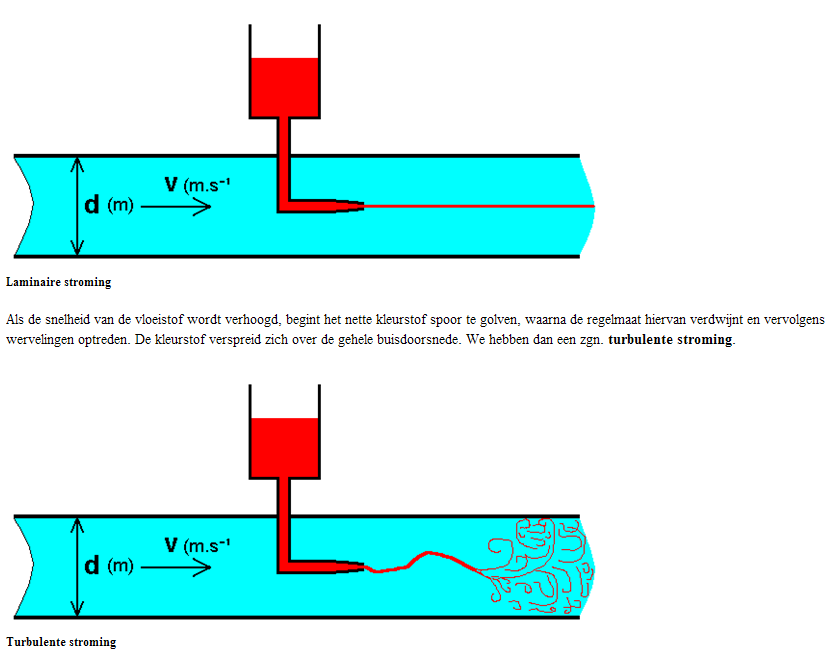 V (m.s⁻¹
d (m)
Laminaire stroming
Als de snelheid van de vloeistof wordt verhoogd, begint het nette kleurstof spoor te golven, waarna de regelmaat hiervan verdwijnt en vervolgens
wervelingen optreden. De kleurstof verspreid zich over de gehele buisdoorsnede. We hebben dan een zgn. turbulente stroming.
V (m.s⁻¹
d (m)
Turbulente stroming